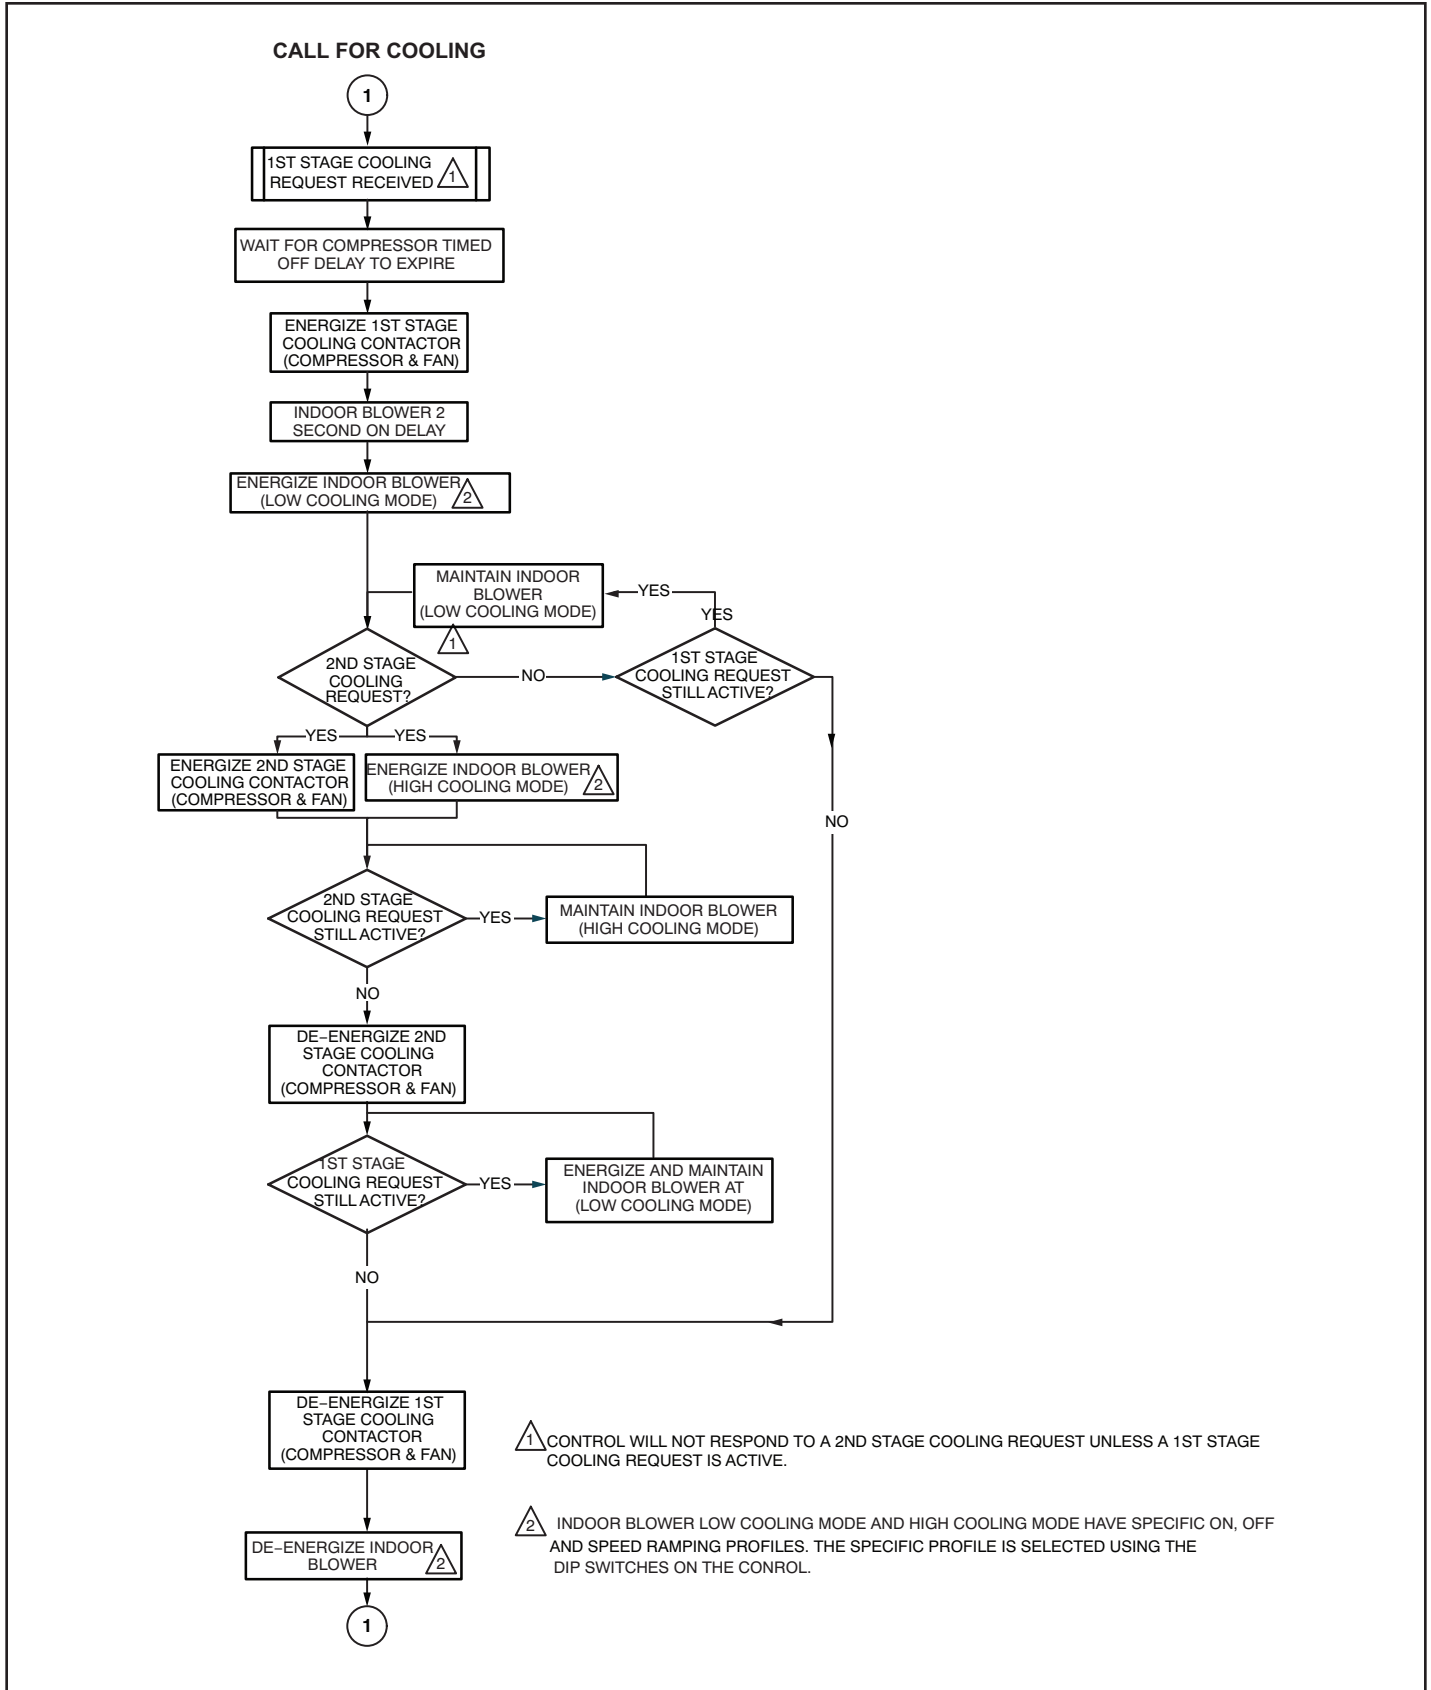 CALL FOR COOLING
1
1ST STAGE COOLING
REQUEST RECEIVED 1
WAIT FOR COMPRESSOR TIMED
OFF DELAY TO EXPIRE
ENERGIZE 1ST STAGE
COOLING CONTACTOR
(COMPRESSOR & FAN)
INDOOR BLOWER 2
SECOND ON DELAY
ENERGIZE INDOOR BLOWER
(LOW COOLING MODE) 2
MAINTAIN INDOOR
BLOWER
(LOW COOLING MODE)
1
YES
YES
2ND STAGE
COOLING
REQUEST?
NO
1ST STAGE
COOLING REQUEST
STILL ACTIVE?
YES
YES
ENERGIZE 2ND STAGE
COOLING CONTACTOR
(COMPRESSOR & FAN)
ENERGIZE INDOOR BLOWER
(HIGH COOLING MODE) 2
NO
2ND STAGE
COOLING REQUEST
STILL ACTIVE?
YES
MAINTAIN INDOOR BLOWER
(HIGH COOLING MODE)
NO
DE–ENERGIZE 2ND
STAGE COOLING
CONTACTOR
(COMPRESSOR & FAN)
1ST STAGE
COOLING REQUEST
STILL ACTIVE?
YES
ENERGIZE AND MAINTAIN
INDOOR BLOWER AT
(LOW COOLING MODE)
NO
DE–ENERGIZE 1ST
STAGE COOLING
CONTACTOR
(COMPRESSOR & FAN)
1 CONTROL WILL NOT RESPOND TO A 2ND STAGE COOLING REQUEST UNLESS A 1ST STAGE
COOLING REQUEST IS ACTIVE.
2 INDOOR BLOWER LOW COOLING MODE AND HIGH COOLING MODE HAVE SPECIFIC ON, OFF
AND SPEED RAMPING PROFILES. THE SPECIFIC PROFILE IS SELECTED USING THE
DIP SWITCHES ON THE CONROL.
DE–ENERGIZE INDOOR
BLOWER 2
1